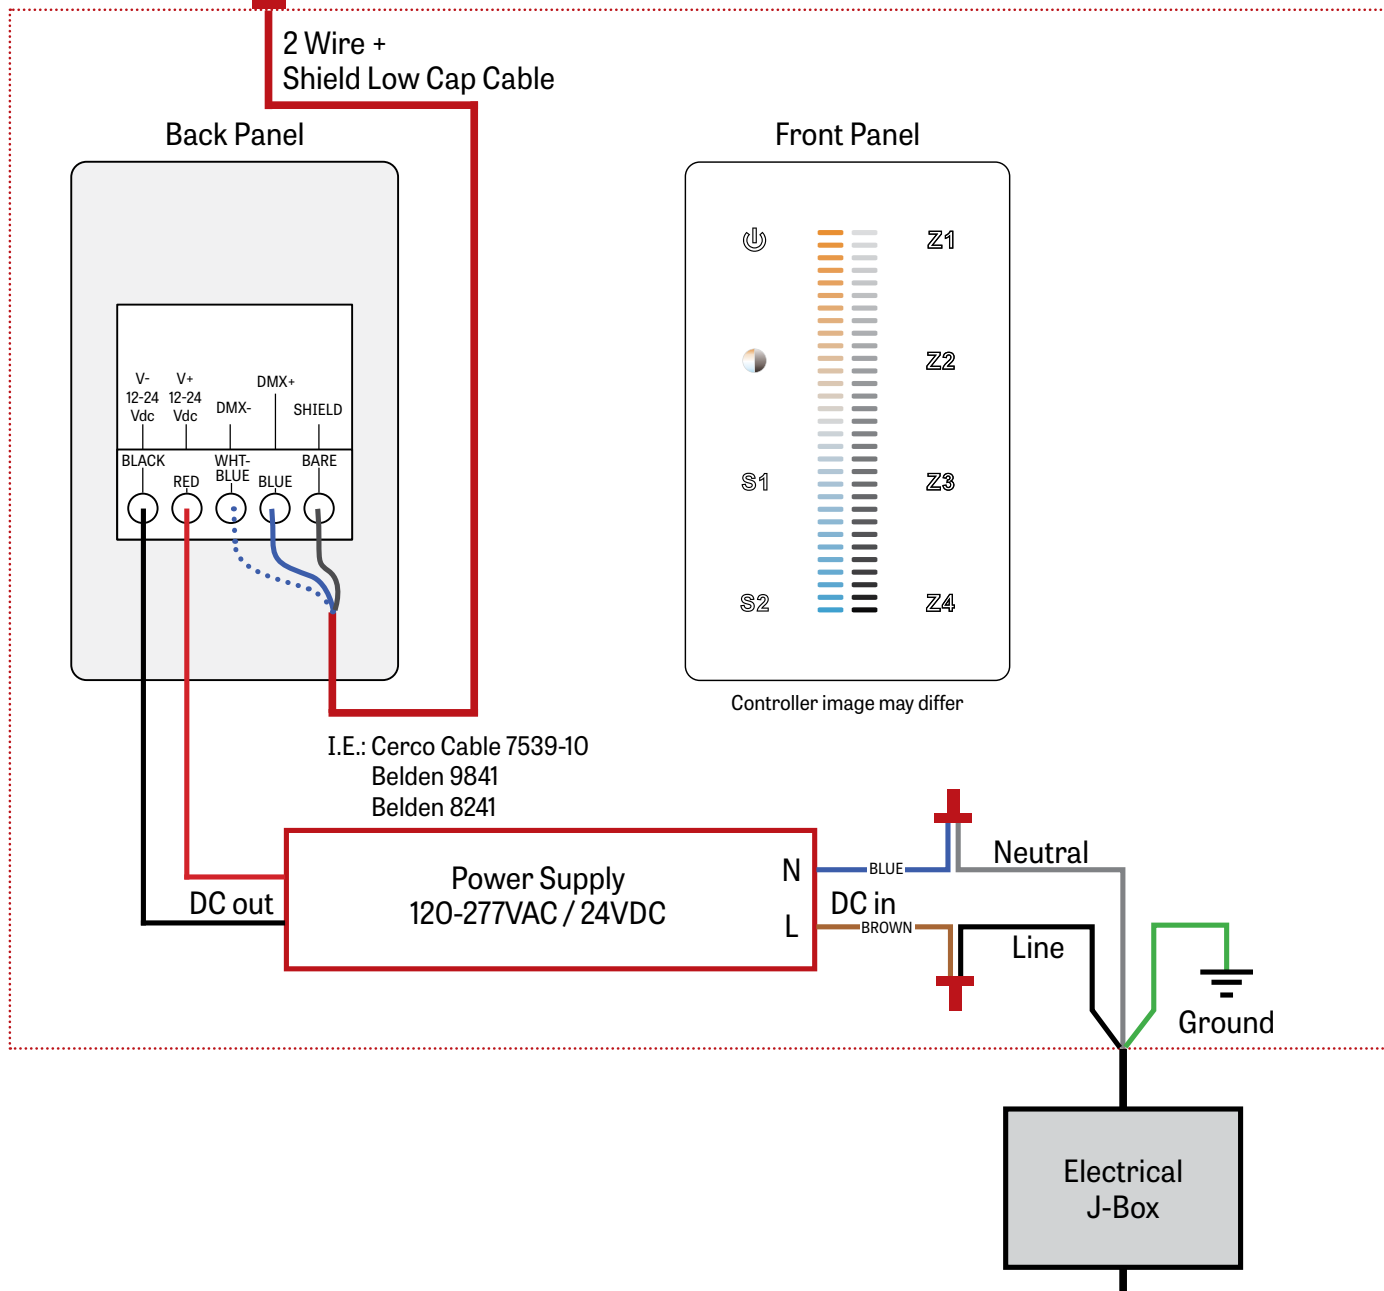 2 Wire +
Shield Low Cap Cable
Back Panel
Front Panel
V-
12-24
Vdc
V+
12-24
Vdc
DMX-
DMX+
SHIELD
BLACK
RED
WHT-
BLUE
BLUE
BARE
Z1
Z2
S1
Z3
S2
Z4
Controller image may differ
I.E.: Cerco Cable 7539-10
Belden 9841
Belden 8241
Power Supply
120-277VAC / 24VDC
DC out
N
L
DC in
BLUE
BROWN
Neutral
Line
Ground
Electrical
J-Box